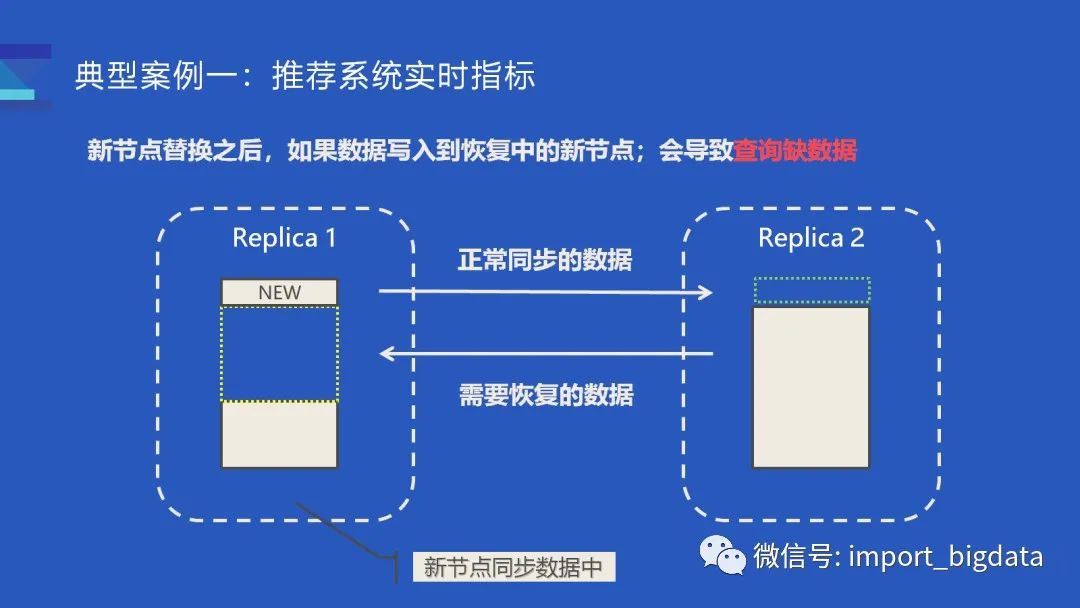 典型案例一：推荐系统实时指标
新节点替换之后，如果数据写入到恢复中的新节点；会导致查询缺数据
Replica 1
Replica 2
正常同步的数据
NEW
需要恢复的数据
新节点同步数据中
微信号: import_bigdata